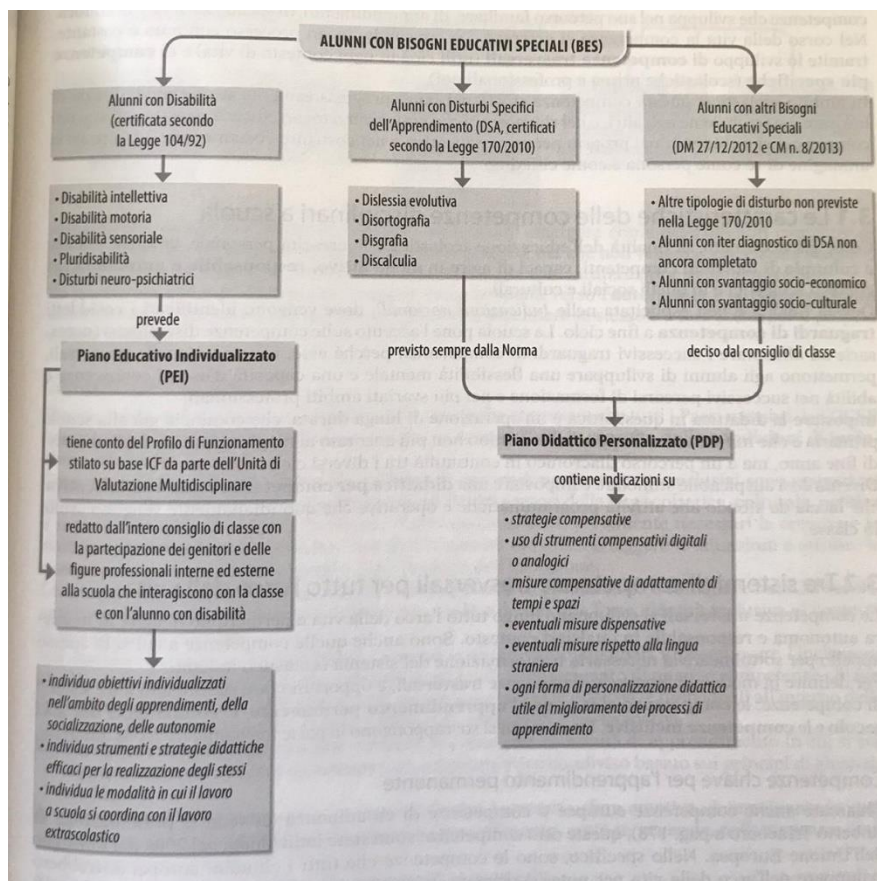 ALUNNI CON BISOGNI EDUCATIVI SPECIALI (BES)
Alunni con Disabilità
(certificata secondo
la Legge 104/92)
Alunni con Disturbi Specifici
dell'Apprendimento (DSA, certificati
secondo la Legge 170/2010)
Alunni con altri Bisogni
Educativi Speciali
(DM 27/12/2012 e CM n. 8/2013)
• Disabilità intellettiva
• Disabilità motoria
• Disabilità sensoriale
• Pluridisabilità
• Disturbi neuro-psichiatrici
• Dislessia evolutiva
• Disortografia
• Disgrafia
• Discalculia
• Altre tipologie di disturbo non previste
nella Legge 170/2010
• Alunni con iter diagnostico di DSA non
ancora completato
• Alunni con svantaggio socio-economico
• Alunni con svantaggio socio-culturale
prevede
previsto sempre dalla Norma
deciso dal consiglio di classe
Piano Educativo Individualizzato
(PEI)
tiene conto del Profilo di Funzionamento
stilato su base ICF da parte dell'Unità di
Valutazione Multidisciplinare
redatto dall'intero consiglio di classe con
la partecipazione dei genitori e delle
figure professionali interne ed esterne
alla scuola che interagiscono con la classe
e con l'alunno con disabilità
• individua obiettivi individualizzati
nell'ambito degli apprendimenti, della
socializzazione, delle autonomie
• individua strumenti e strategie didattiche
efficaci per la realizzazione degli stessi
• individua le modalità in cui il lavoro
a scuola si coordina con il lavoro
extrascolastico
Piano Didattico Personalizzato (PDP)
contiene indicazioni su
• strategie compensative
• uso di strumenti compensativi digitali
o analogici
• misure compensative di adattamento di
tempi e spazi
• eventuali misure dispensative
• eventuali misure rispetto alla lingua
straniera
• ogni forma di personalizzazione didattica
utile al miglioramento dei processi di
apprendimento